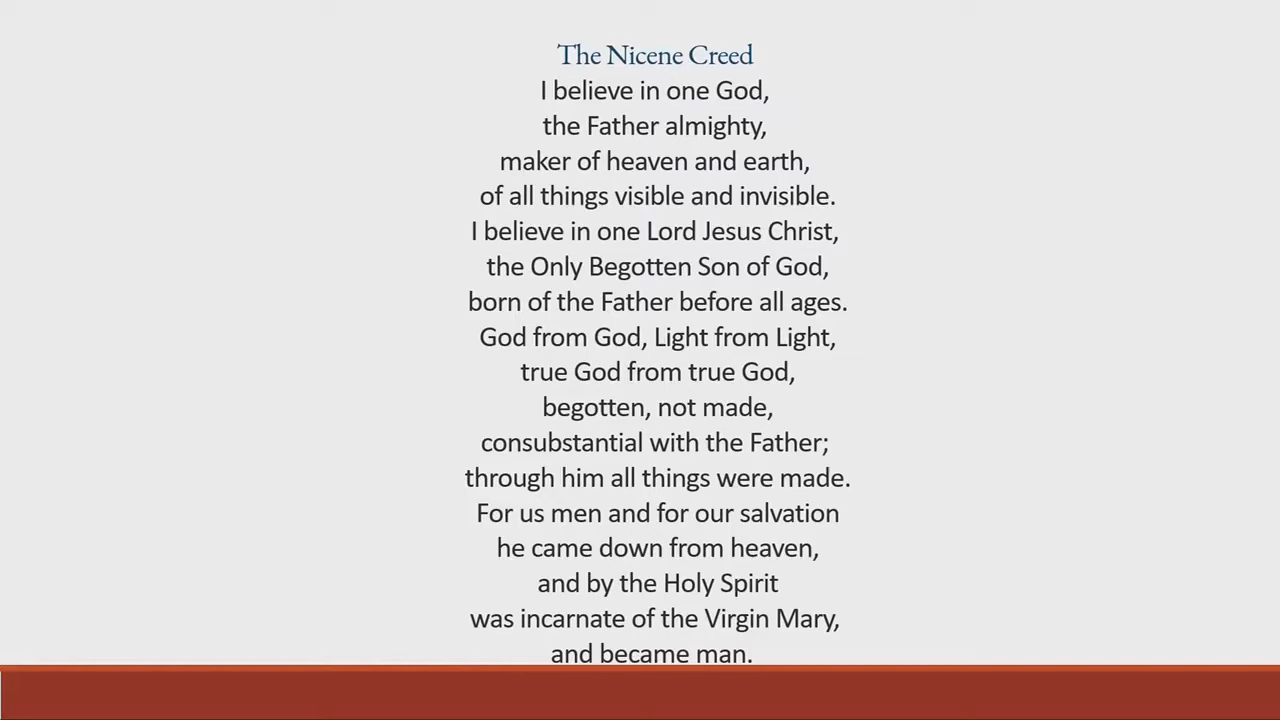 The Nicene Creed
I believe in one God,
the Father almighty,
maker of heaven and earth,
of all things visible and invisible.
I believe in one Lord Jesus Christ,
the Only Begotten Son of God,
born of the Father before all ages.
God from God, Light from Light,
true God from true God,
begotten, not made,
consubstantial with the Father;
through him all things were made.
For us men and for our salvation
he came down from heaven,
and by the Holy Spirit
was incarnate of the Virgin Mary,
and became man.